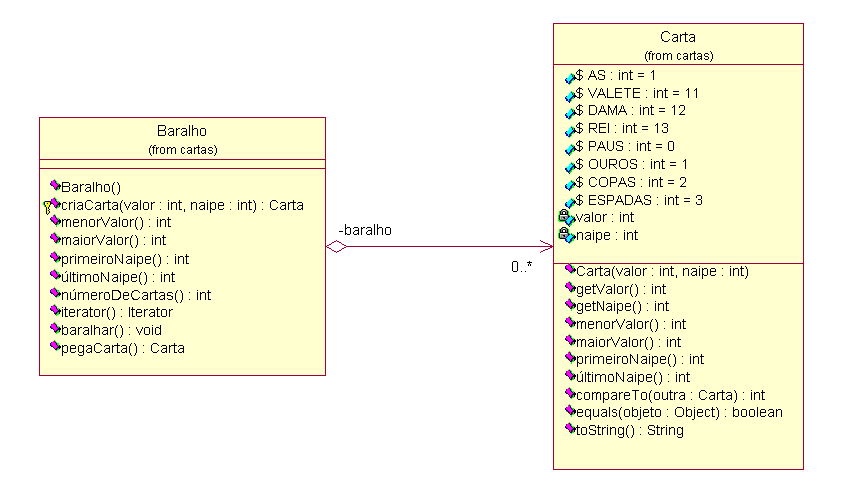 Baralho
(from cartas)
Baralho()
criaCarta(valor : int, naipe : int) : Carta
menorValor() : int
maiorValor() : int
primeiroNaipe() : int
últimoNaipe() : int
númeroDeCartas() : int
iterator() : Iterator
baralhar() : void
pegaCarta() : Carta
-baralho
0..*
Carta
(from cartas)
$ AS : int = 1
$ VALETE : int = 11
$ DAMA : int = 12
$ REI : int = 13
$ PAUS : int = 0
$ OUROS : int = 1
$ COPAS : int = 2
$ ESPADAS : int = 3
valor : int
naipe : int
Carta(valor : int, naipe : int)
getValor() : int
getNaipe() : int
menorValor() : int
maiorValor() : int
primeiroNaipe() : int
últimoNaipe() : int
compareTo(outra : Carta) : int
equals(objeto : Object) : boolean
toString() : String